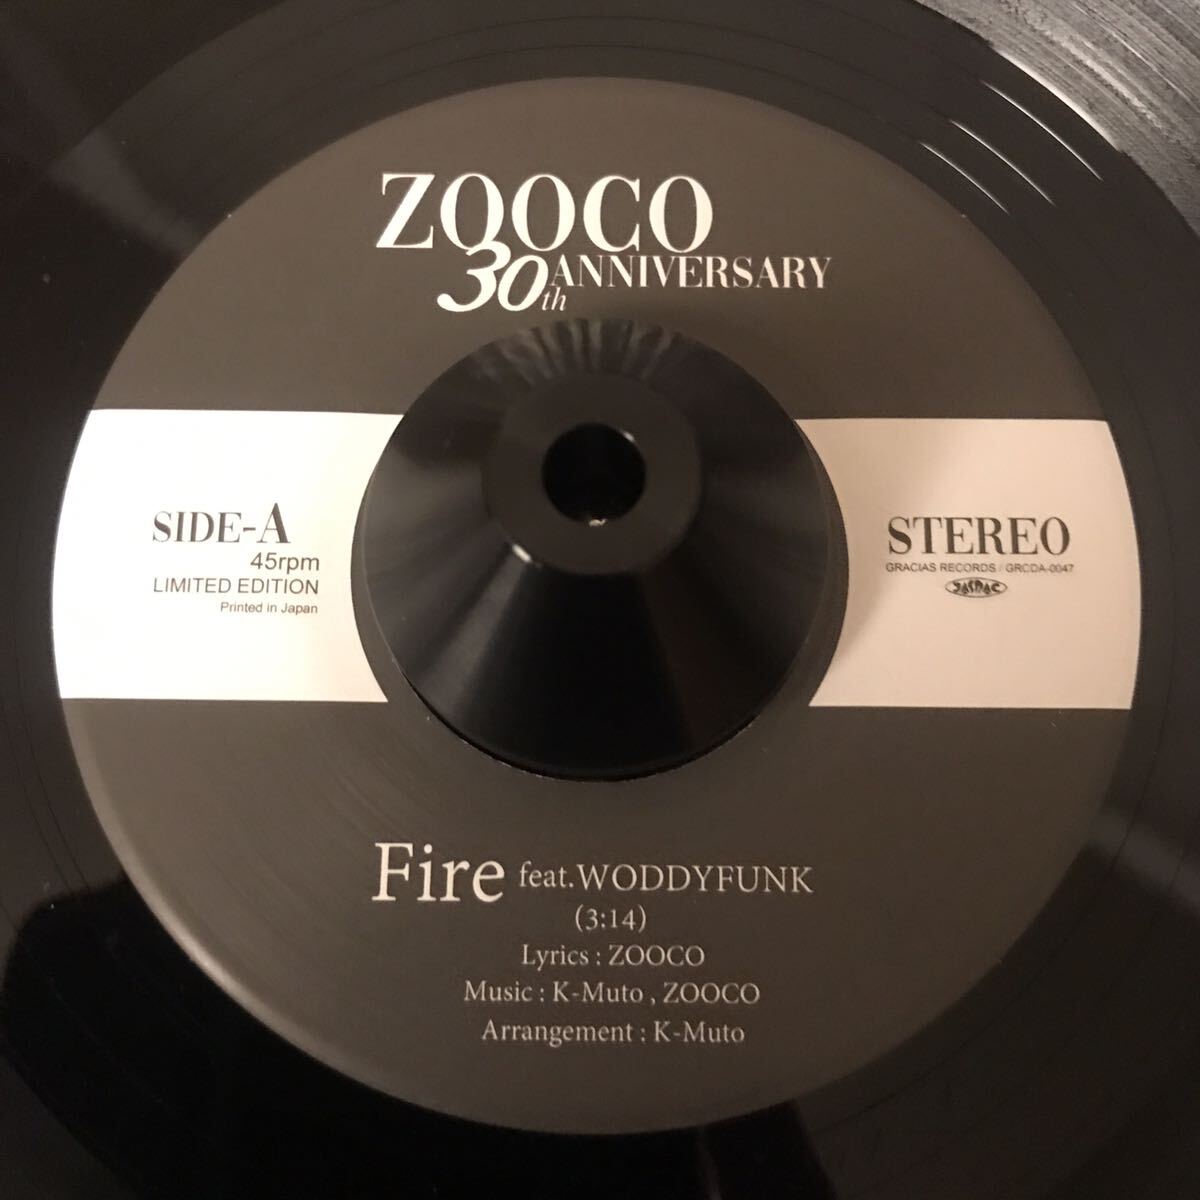 ZOOCO
30th ANNIVERSARY
SIDE-A
45rpm
LIMITED EDITION
Printed in Japan
STEREO
GRACIAS RECORDS / GRCDA-0047
JASRAC
Fire feat.WODDYFUNK
(3:14)
Lyrics : ZOOCO
Music : K-Muto , ZOOCO
Arrangement : K-Muto